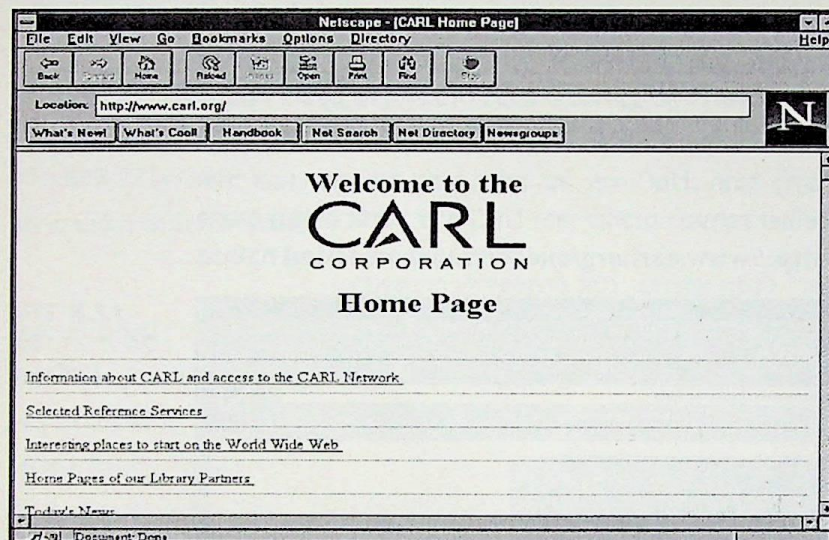 Netscape - [CARL Home Page]
File Edit View Go Bookmarks Options Directory Help
Back Forward Home Reload Images Open Print Find Stop
Location: http://www.carl.org/
N
What's New! What's Cool! Handbook Net Search Net Directory Newsgroups
Welcome to the
CARL
CORPORATION
Home Page
Information about CARL and access to the CARL Network
Selected Reference Services
Interesting places to start on the World Wide Web
Home Pages of our Library Partners
Today's News
Document: Done